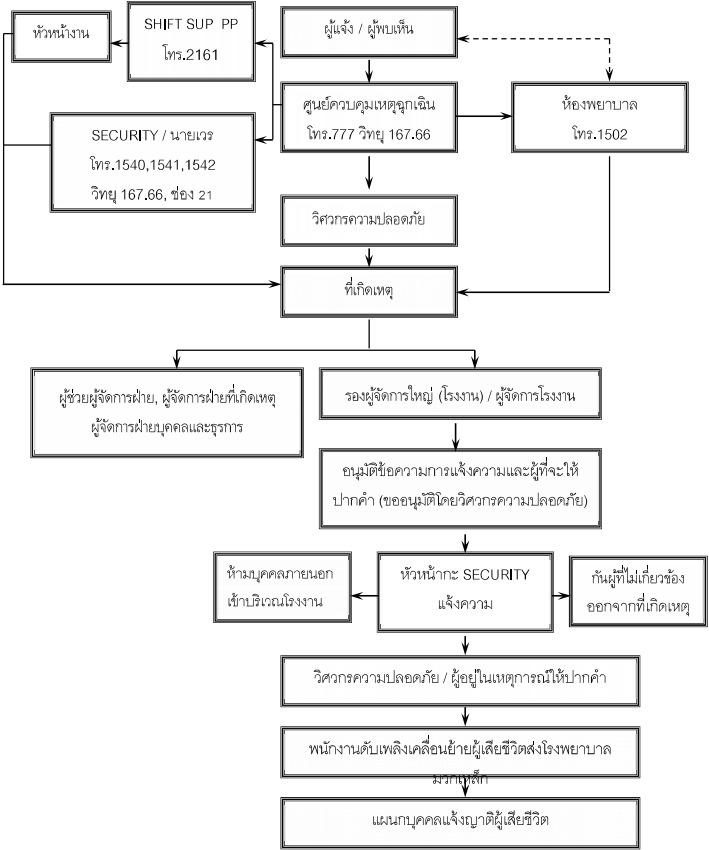 หัวหน้างาน
SHIFT SUP PP
โทร.2161
ผู้แจ้ง / ผู้พบเห็น
ศูนย์ควบคุมเหตุฉุกเฉิน
โทร.777 วิทยุ 167.66
ห้องพยาบาล
โทร.1502
SECURITY / นายเวร
โทร.1540,1541,1542
วิทยุ 167.66, ช่อง 21
วิศวกรความปลอดภัย
ที่เกิดเหตุ
ผู้ช่วยผู้จัดการฝ่าย, ผู้จัดการฝ่ายที่เกิดเหตุ
ผู้จัดการฝ่ายบุคคลและธุรการ
รองผู้จัดการใหญ่ (โรงงาน) / ผู้จัดการโรงงาน
อนุมัติข้อความการแจ้งความและผู้ที่จะให้
ปากคำ (ขออนุมัติโดยวิศวกรความปลอดภัย)
ห้ามบุคคลภายนอก
เข้าบริเวณโรงงาน
หัวหน้ากะ SECURITY
แจ้งความ
กันผู้ที่ไม่เกี่ยวข้อง
ออกจากที่เกิดเหตุ
วิศวกรความปลอดภัย / ผู้อยู่ในเหตุการณ์ให้ปากคำ
พนักงานดับเพลิงเคลื่อนย้ายผู้เสียชีวิตส่งโรงพยาบาล
มวกเหล็ก
แผนกบุคคลแจ้งญาติผู้เสียชีวิต